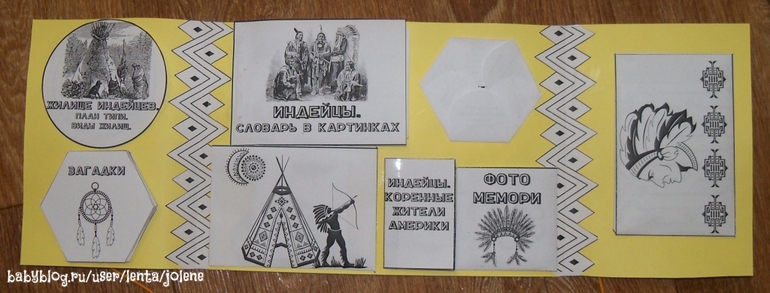 ЖИЛИЩЕ ИНДЕЙЦЕВ.
ПЛАН ТИПИ.
ВИДЫ ЖИЛИЩ.
ИНДЕЙЦЫ.
СЛОВАРЬ В КАРТИНКАХ
ЗАГАДКИ
ИНДЕЙЦЫ.
КОРЕННЫЕ
ЖИТЕЛИ
АМЕРИКИ
ФОТО
МЕМОРИ
babyblog.ru/user/lenta/jolene